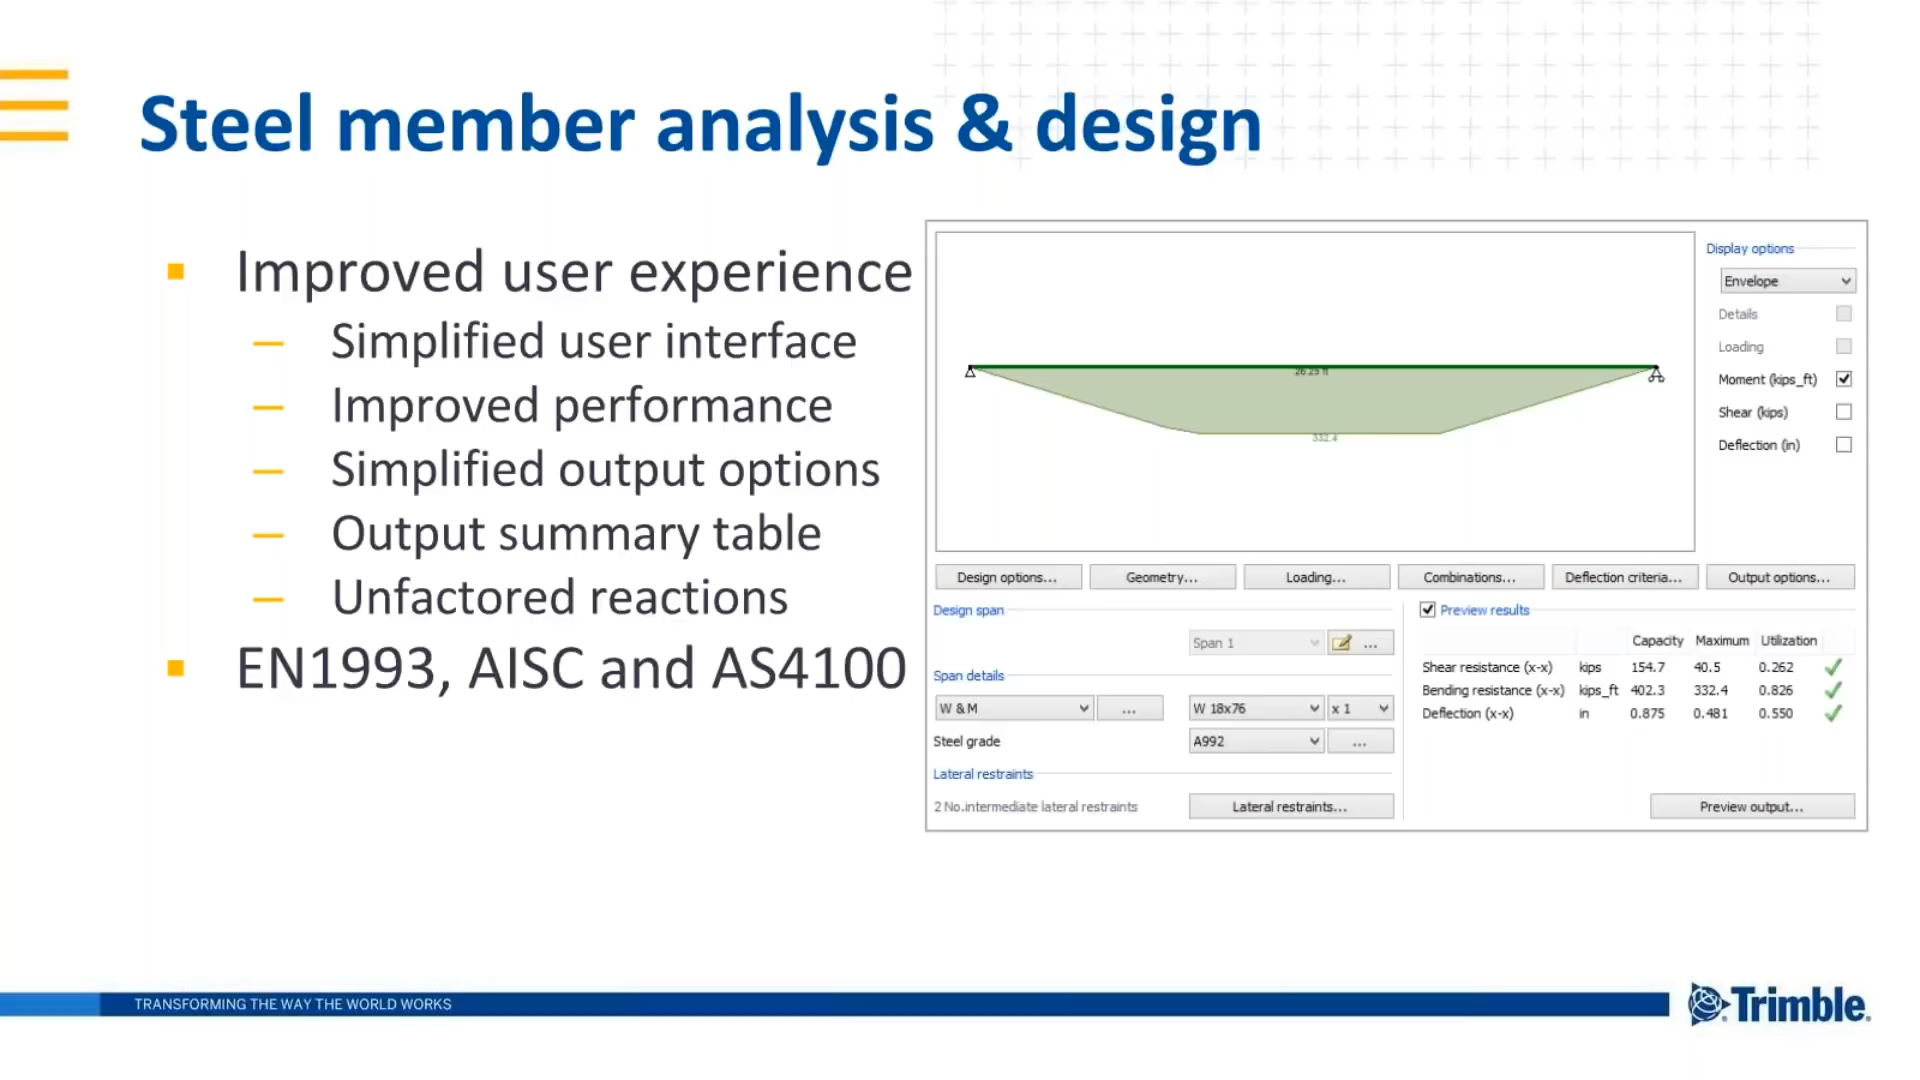 Steel member analysis & design
Improved user experience
– Simplified user interface
– Improved performance
– Simplified output options
– Output summary table
– Unfactored reactions
EN1993, AISC and AS4100
26.25 ft
332.4
Display options
Envelope
Details
Loading
Moment (kips_ft)
Shear (kips)
Deflection (in)
Design options... Geometry... Loading... Combinations... Deflection criteria... Output options...
Design span
Span 1 ...
Span details
W & M ... W 18x76 x 1
Steel grade A992 ...
Lateral restraints
2 No.intermediate lateral restraints Lateral restraints...
Preview results
Capacity Maximum Utilization
Shear resistance (x-x) kips 154.7 40.5 0.262
Bending resistance (x-x) kips_ft 402.3 332.4 0.826
Deflection (x-x) in 0.875 0.481 0.550
Preview output...
TRANSFORMING THE WAY THE WORLD WORKS
Trimble